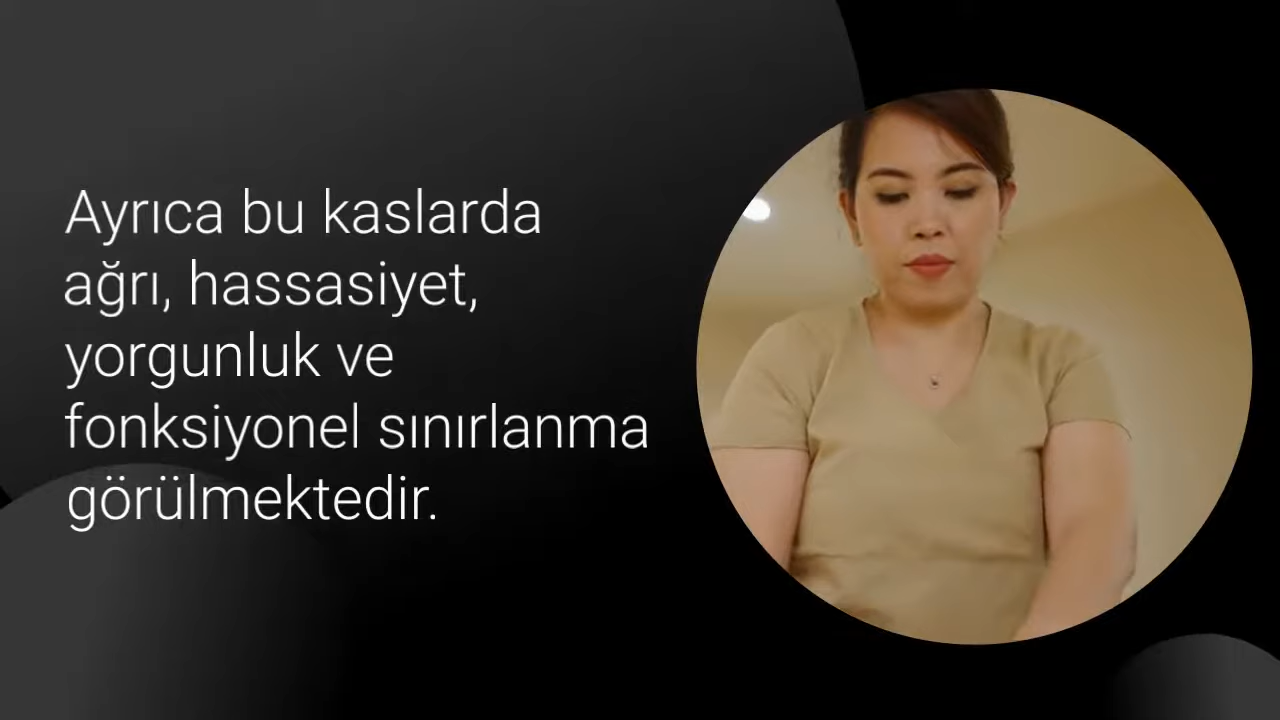 Ayrıca bu kaslarda
ağrı, hassasiyet,
yorgunluk ve
fonksiyonel sınırlanma
görülmektedir.